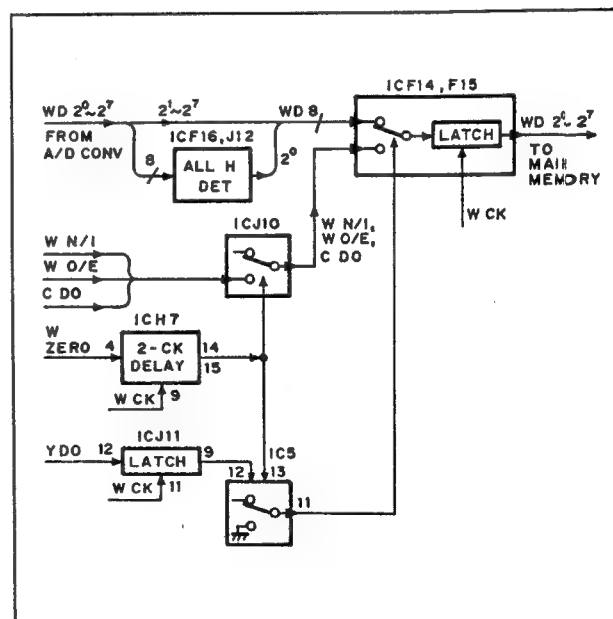 ICF14, F15
WD 2⁰~2⁷
2¹~2⁷
WD 8
WD 2⁰~2⁷
FROM
A/D CONV
ICF16, J12
8
ALL H
DET
2⁰
LATCH
TO
MAIN
MEMORY
W CK
ICJ10
W N/I,
W O/E,
C DO
W N/I
W O/E
C DO
ICH7
W
ZERO
4
2-CK
DELAY
14
15
W CK
9
ICJ11
YDO
12
LATCH
9
IC5
12
13
W CK
11
11